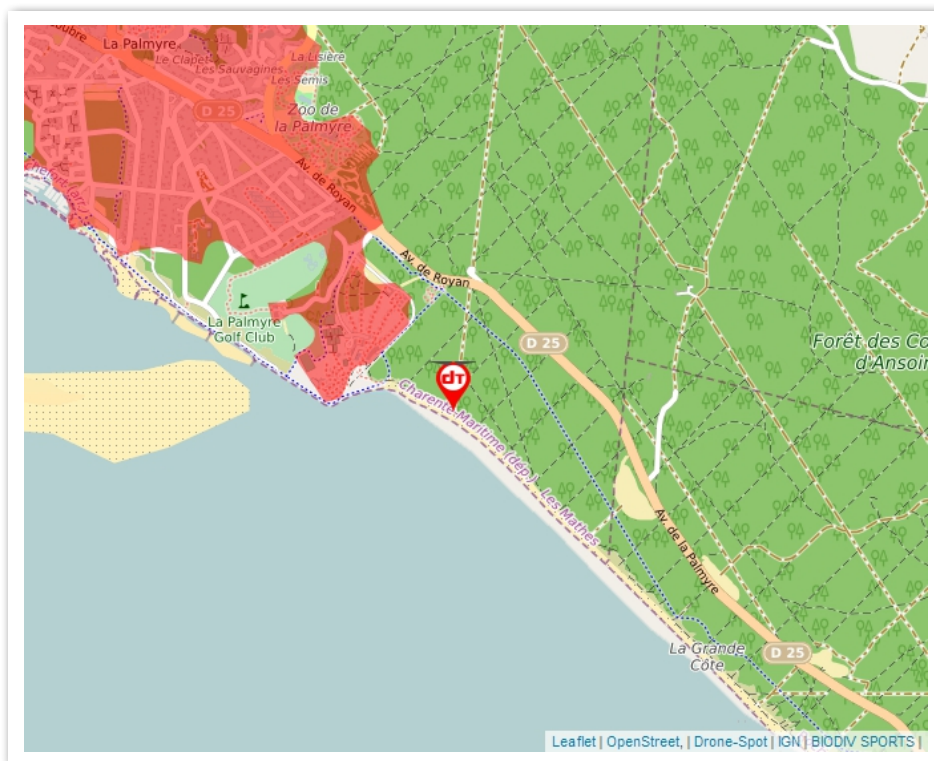 La Palmyre
La Lisière
Le Clapet
Les Sauvagines
Les Semis
D 25
Zoo de
la Palmyre
Av. de Royan
Av. de Royan
La Palmyre
Golf Club
D 25
Forêt des Co
d'Ansoin
dT
Charente-Maritime (dép.)
Les Mathes
Av. de la Palmyre
La Grande
Côte
D 25
Leaflet | OpenStreet, | Drone-Spot | IGN | BIODIV SPORTS |